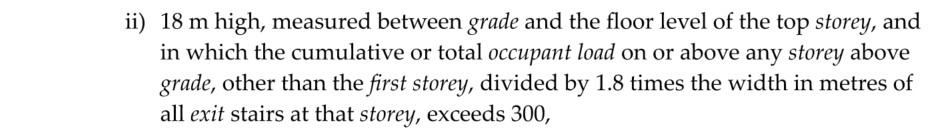 ii) 18 m high, measured between grade and the floor level of the top storey, and
in which the cumulative or total occupant load on or above any storey above
grade, other than the first storey, divided by 1.8 times the width in metres of
all exit stairs at that storey, exceeds 300,